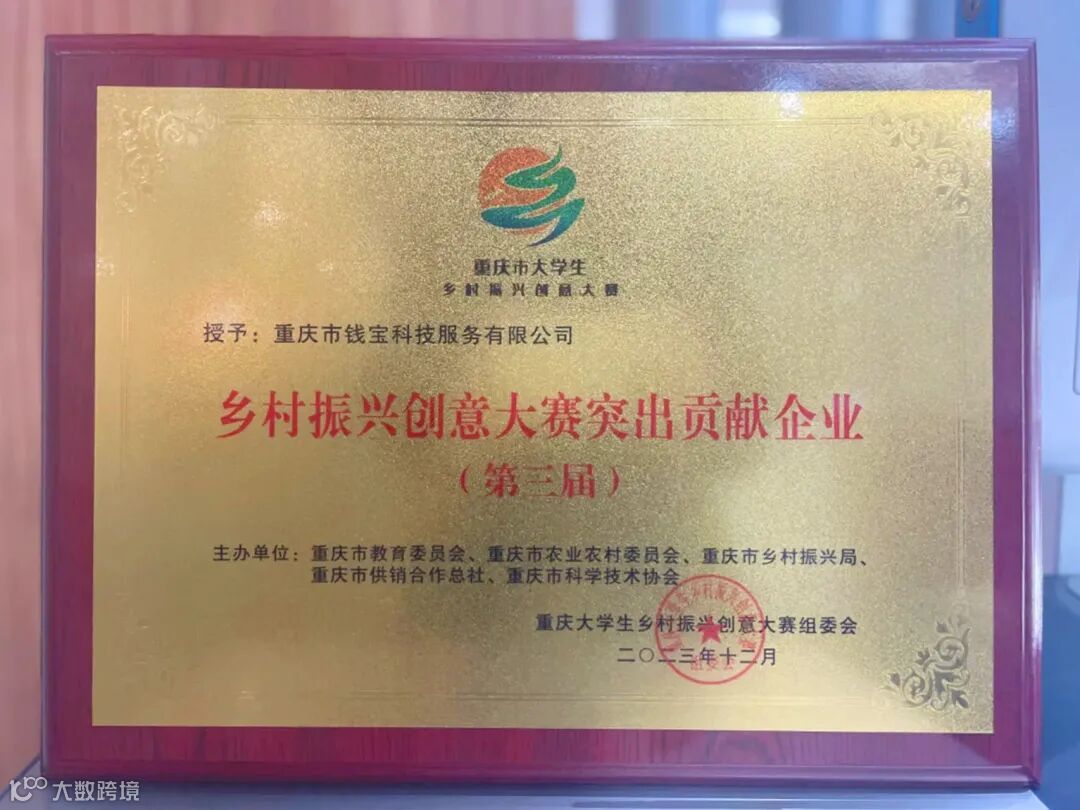 重庆市大学生
乡村振兴创意大赛
授予：重庆市钱宝科技服务有限公司
乡村振兴创意大赛突出贡献企业
（第三届）
主办单位：重庆市教育委员会、重庆市农业农村委员会、重庆市乡村振兴局、
重庆市供销合作总社、重庆市科学技术协会
重庆大学生乡村振兴创意大赛组委会
二〇二三年十二月
组委会
大数跨境